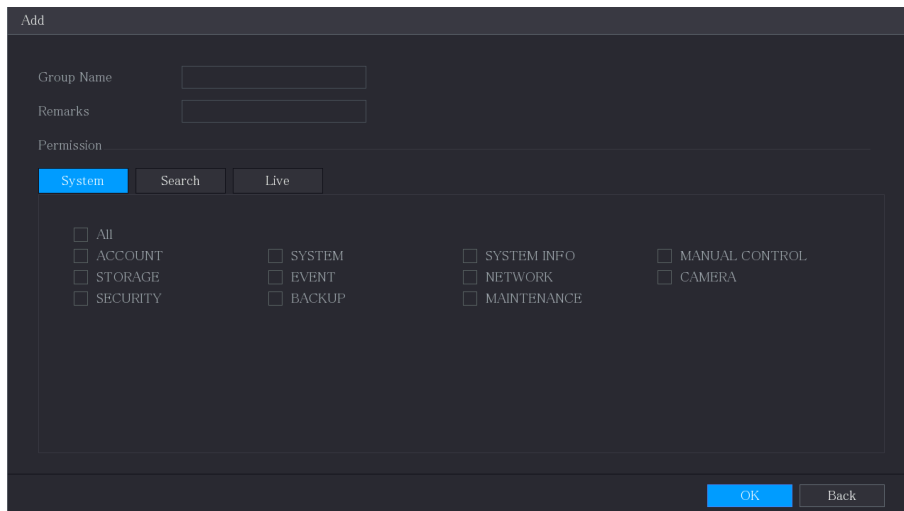 Add
Group Name
Remarks
Permission
System Search Live
All
ACCOUNT SYSTEM SYSTEM INFO MANUAL CONTROL
STORAGE EVENT NETWORK CAMERA
SECURITY BACKUP MAINTENANCE
OK Back